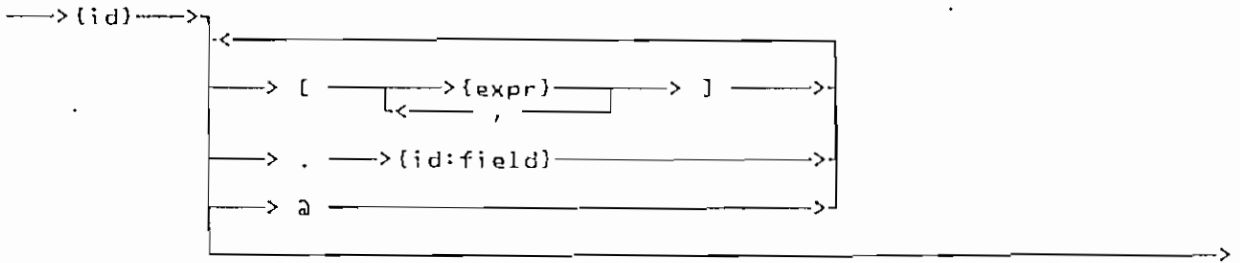 {id}
[ {expr} ]
,
. {id:field}
@